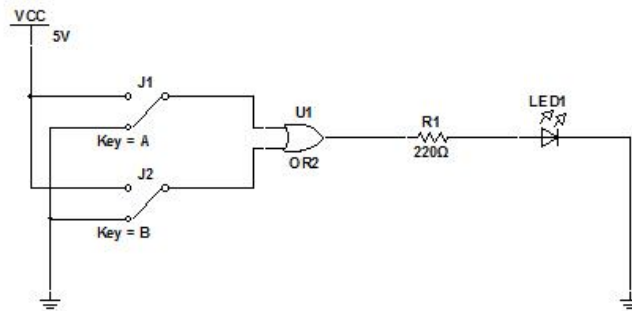 VCC
5V
J1
Key = A
U1
OR2
J2
Key = B
R1
220Ω
LED1